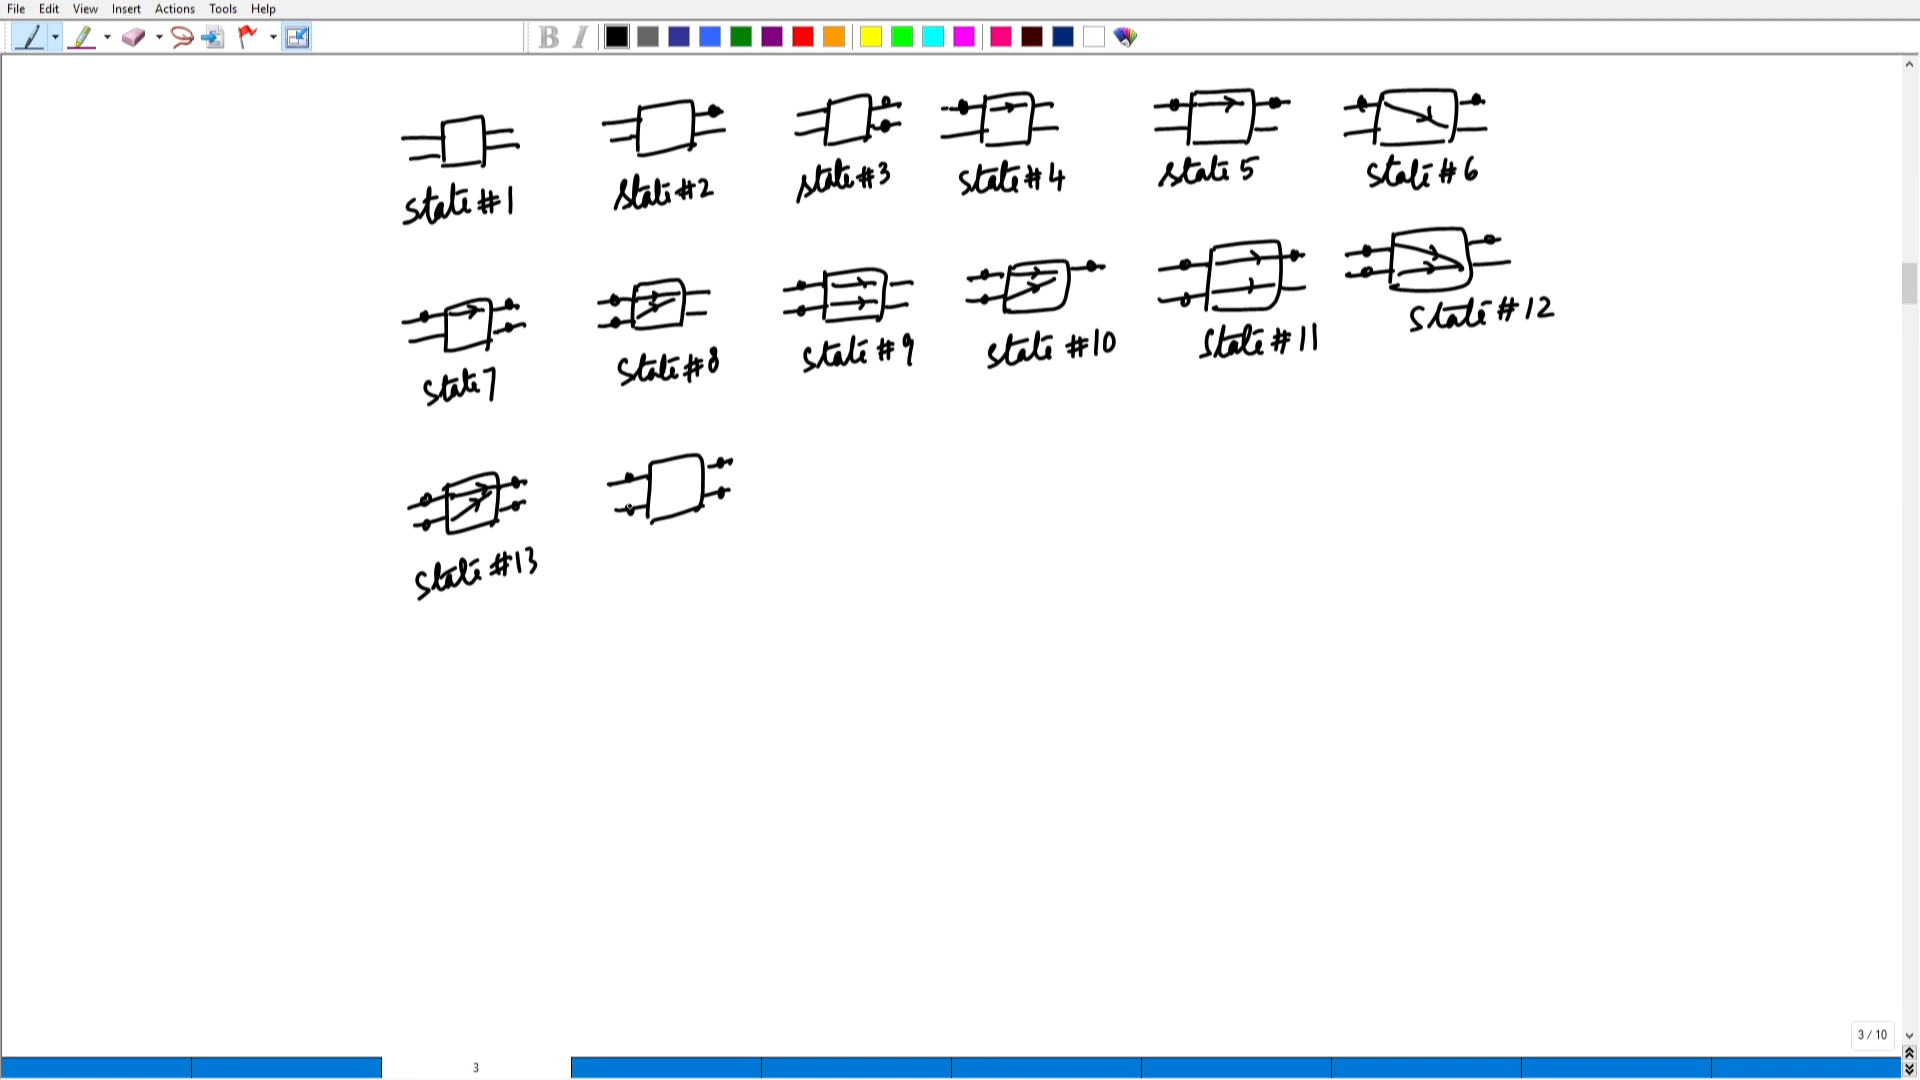 File Edit View Insert Actions Tools Help
B I
State #1 State #2 State #3 State #4 State 5 State #6
State 7 State #8 State #9 State #10 State #11 State #12
State #13
3 / 10
3